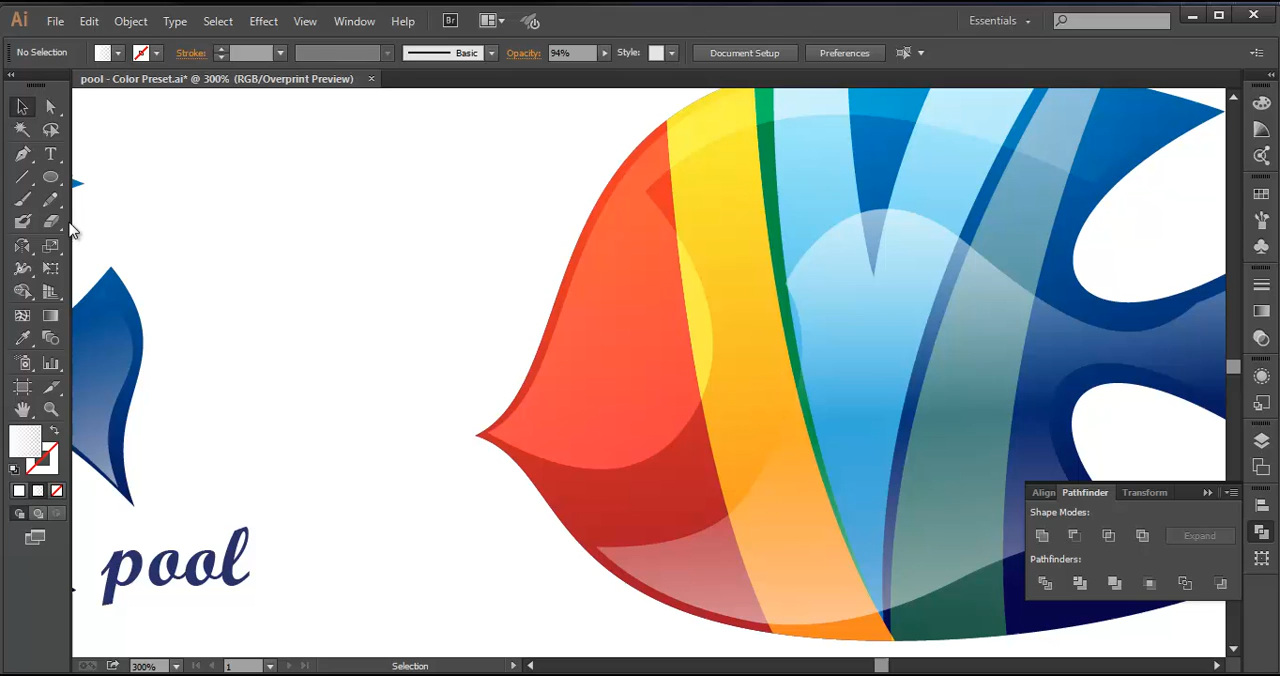 Ai File Edit Object Type Select Effect View Window Help Br Essentials
No Selection Stroke: Basic Opacity: 94% Style: Document Setup Preferences
pool - Color Preset.ai* @ 300% (RGB/Overprint Preview) ×
T
pool
Align Pathfinder Transform
Shape Modes:
Expand
Pathfinders:
300% 1 Selection